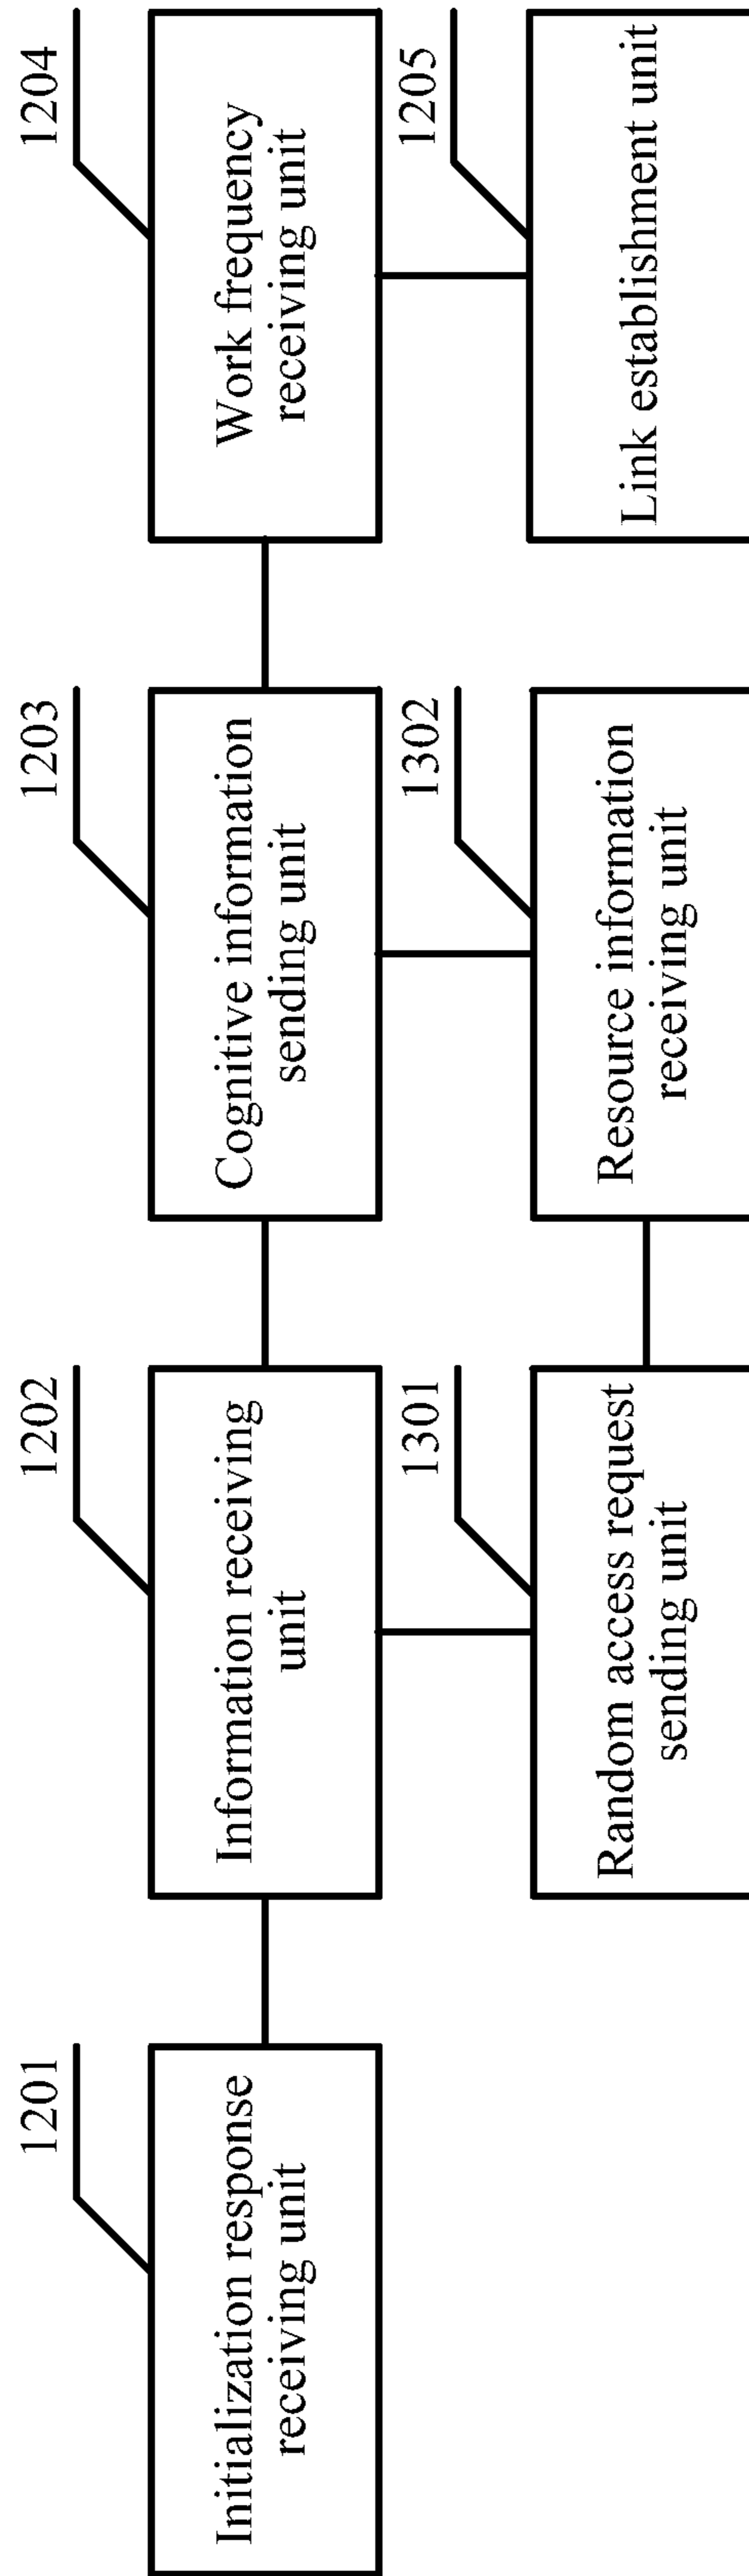 1201
Initialization response
receiving unit
1202
Information receiving
unit
1203
Cognitive information
sending unit
1204
Work frequency
receiving unit
1301
Random access request
sending unit
1302
Resource information
receiving unit
1205
Link establishment unit